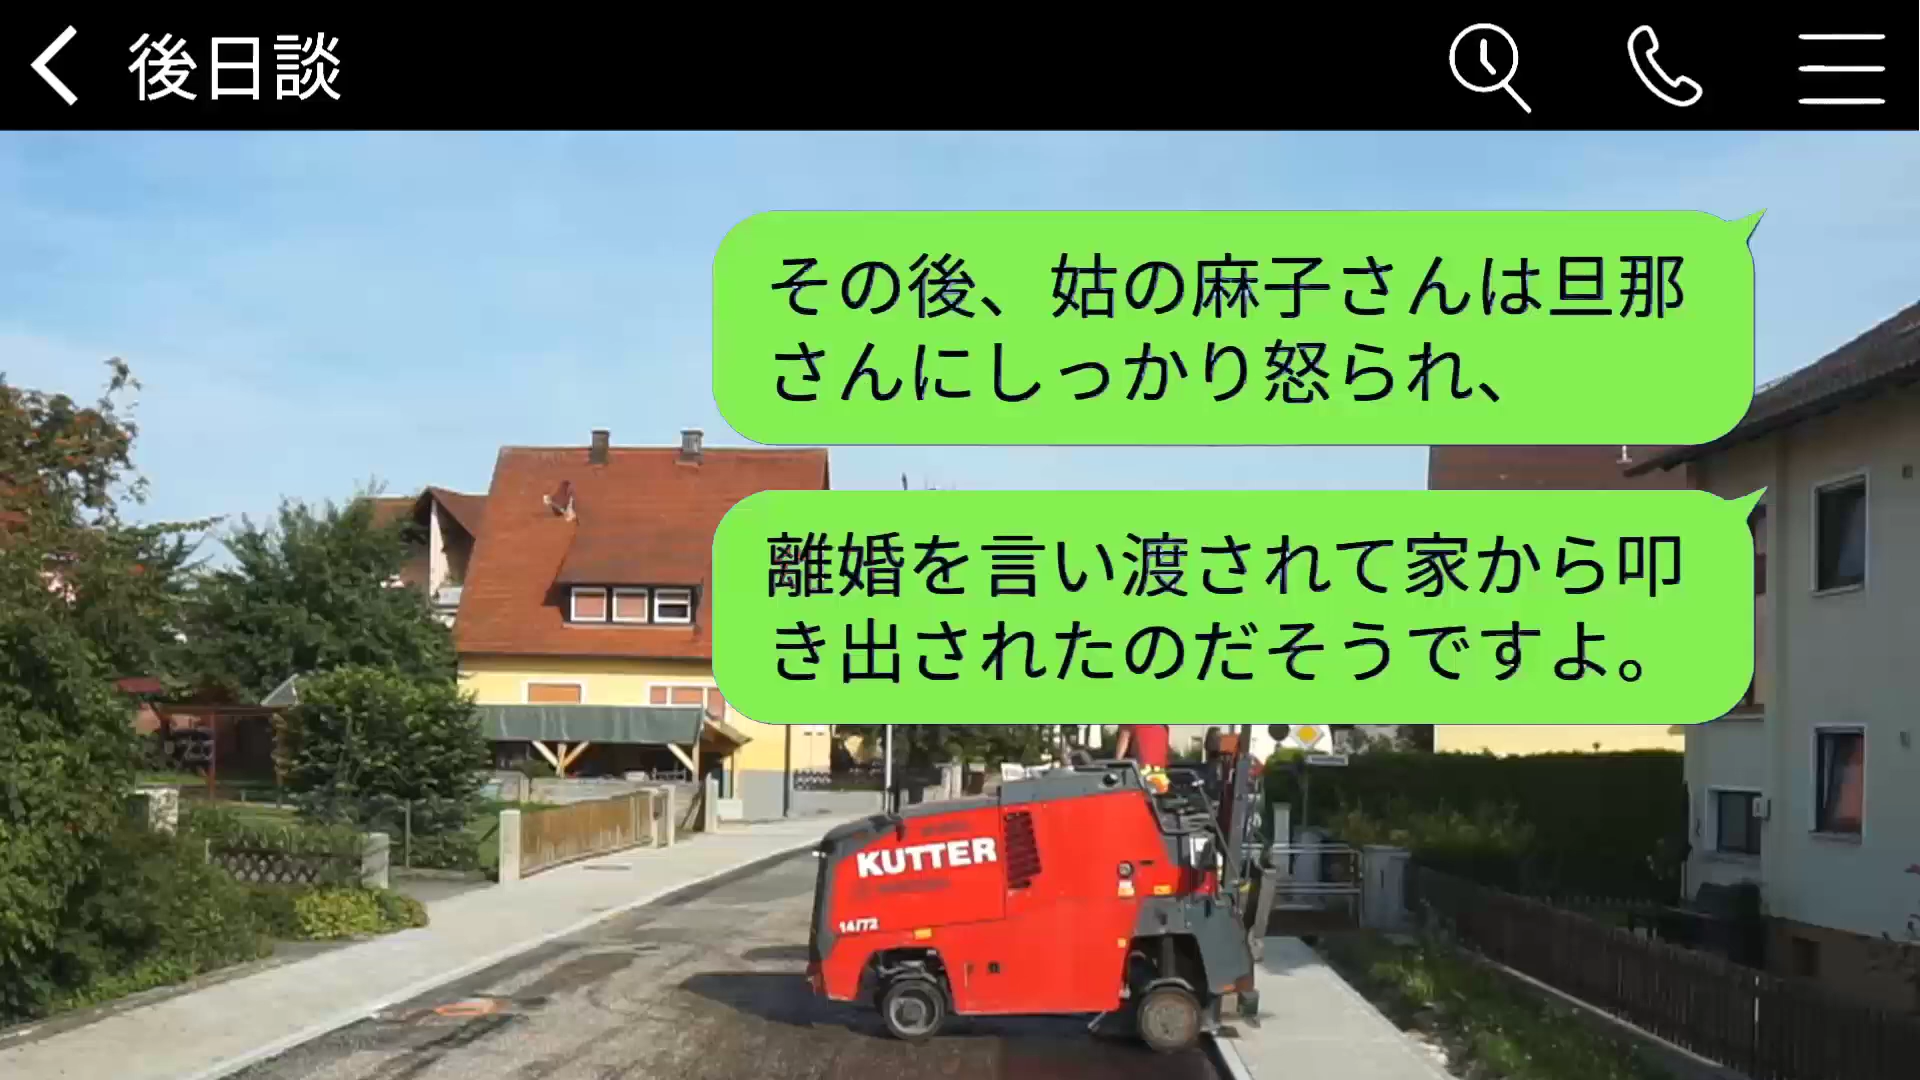 後日談
その後、姑の麻子さんは旦那
さんにしっかり怒られ、
離婚を言い渡されて家から叩
き出されたのだそうですよ。
KUTTER
14/72